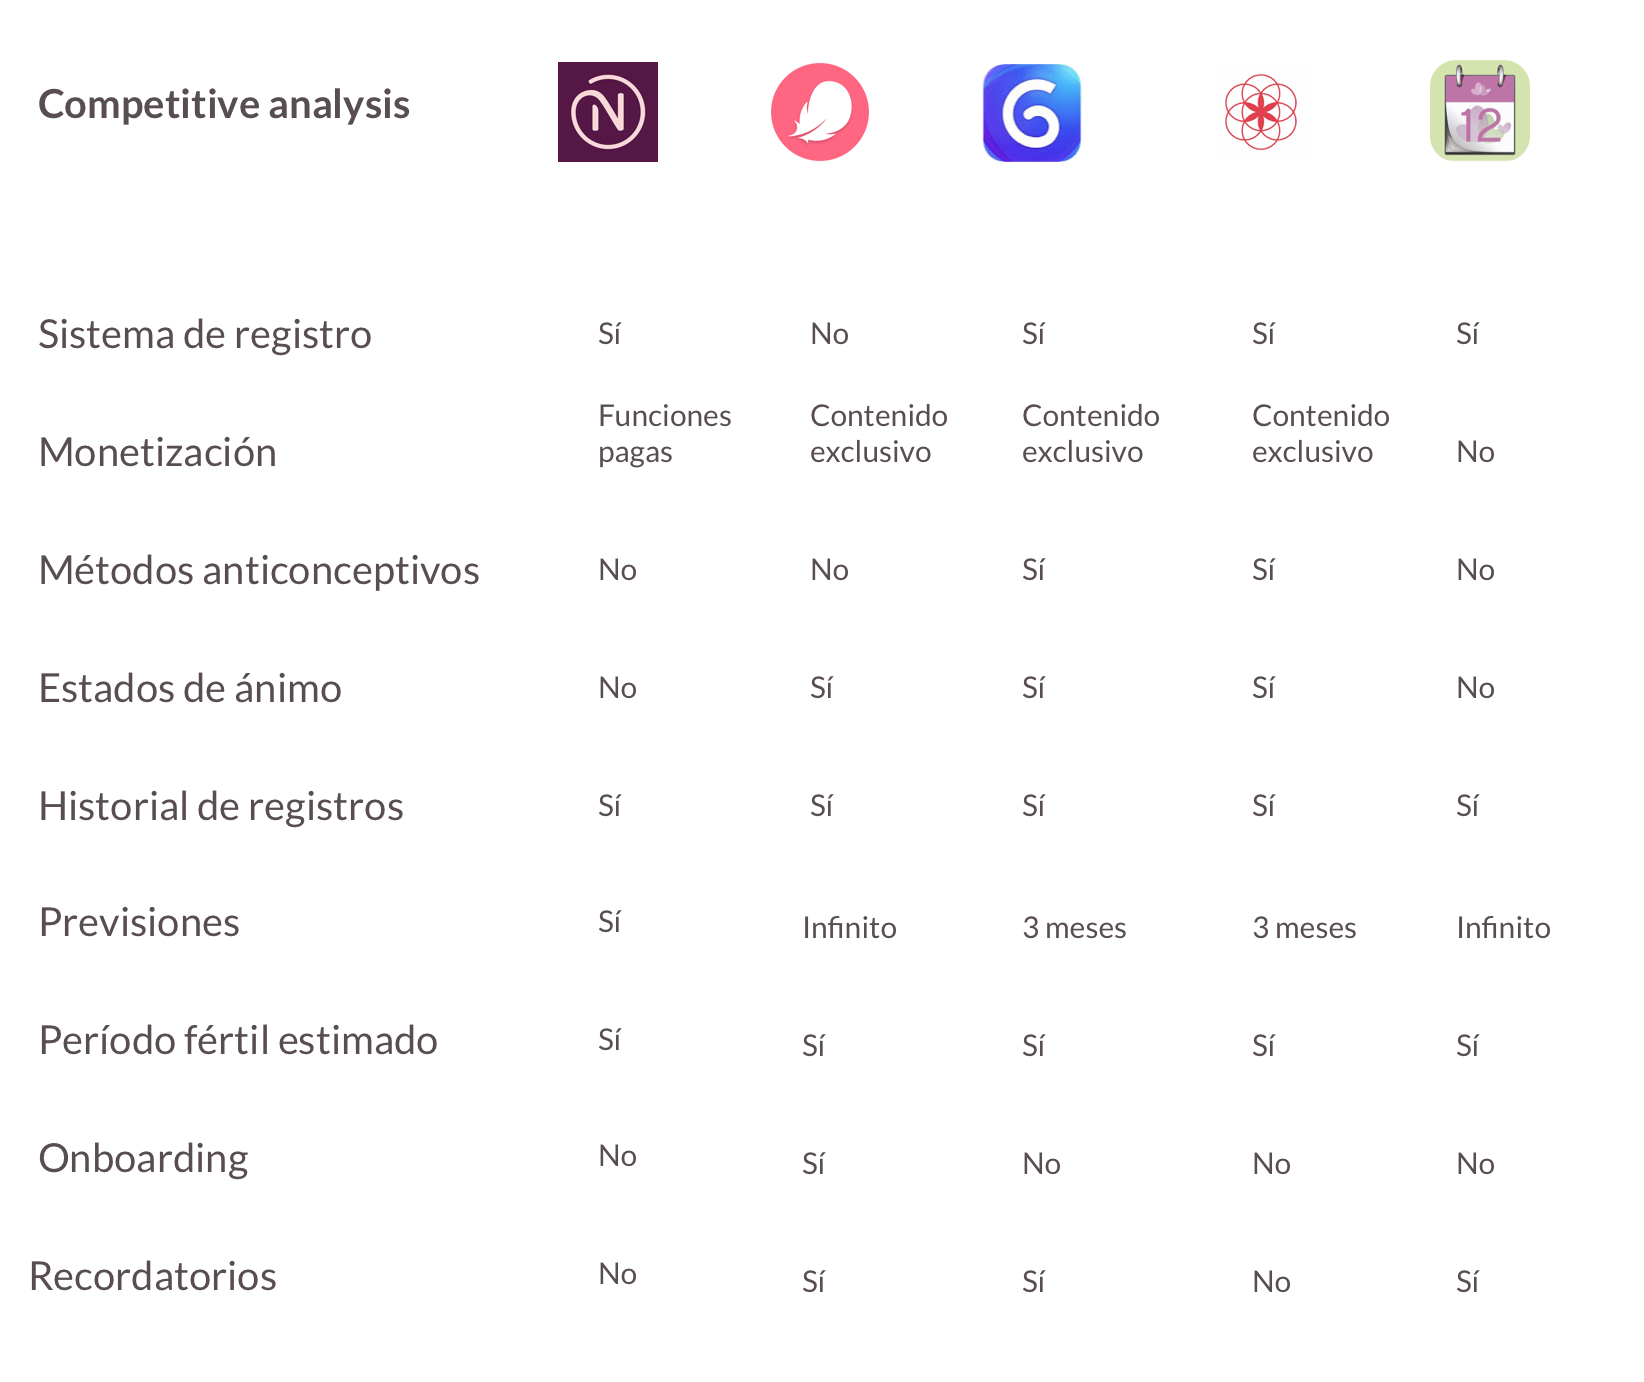 Competitive analysis
N
12
Sistema de registro Sí No Sí Sí Sí
Funciones Contenido Contenido Contenido
Monetización pagas exclusivo exclusivo exclusivo No
Métodos anticonceptivos No No Sí Sí No
Estados de ánimo No Sí Sí Sí No
Historial de registros Sí Sí Sí Sí Sí
Previsiones Sí Infinito 3 meses 3 meses Infinito
Período fértil estimado Sí Sí Sí Sí Sí
Onboarding No Sí No No No
Recordatorios No Sí Sí No Sí